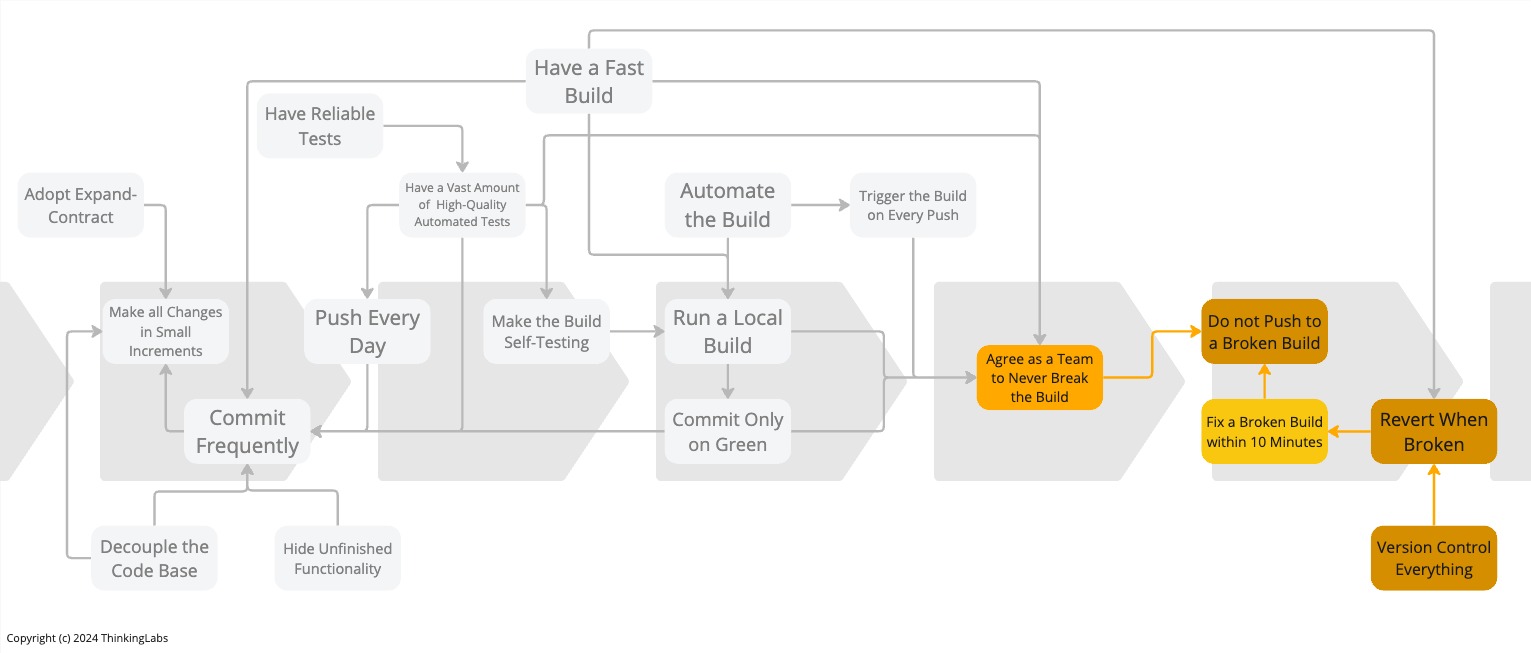 Have a Fast
Build
Have Reliable
Tests
Adopt Expand-
Contract
Have a Vast Amount
of High-Quality
Automated Tests
Automate
the Build
Trigger the Build
on Every Push
Make all Changes
in Small
Increments
Push Every
Day
Make the Build
Self-Testing
Run a Local
Build
Agree as a Team
to Never Break
the Build
Do not Push to
a Broken Build
Commit
Frequently
Commit Only
on Green
Fix a Broken Build
within 10 Minutes
Revert When
Broken
Decouple the
Code Base
Hide Unfinished
Functionality
Version Control
Everything
Copyright (c) 2024 ThinkingLabs